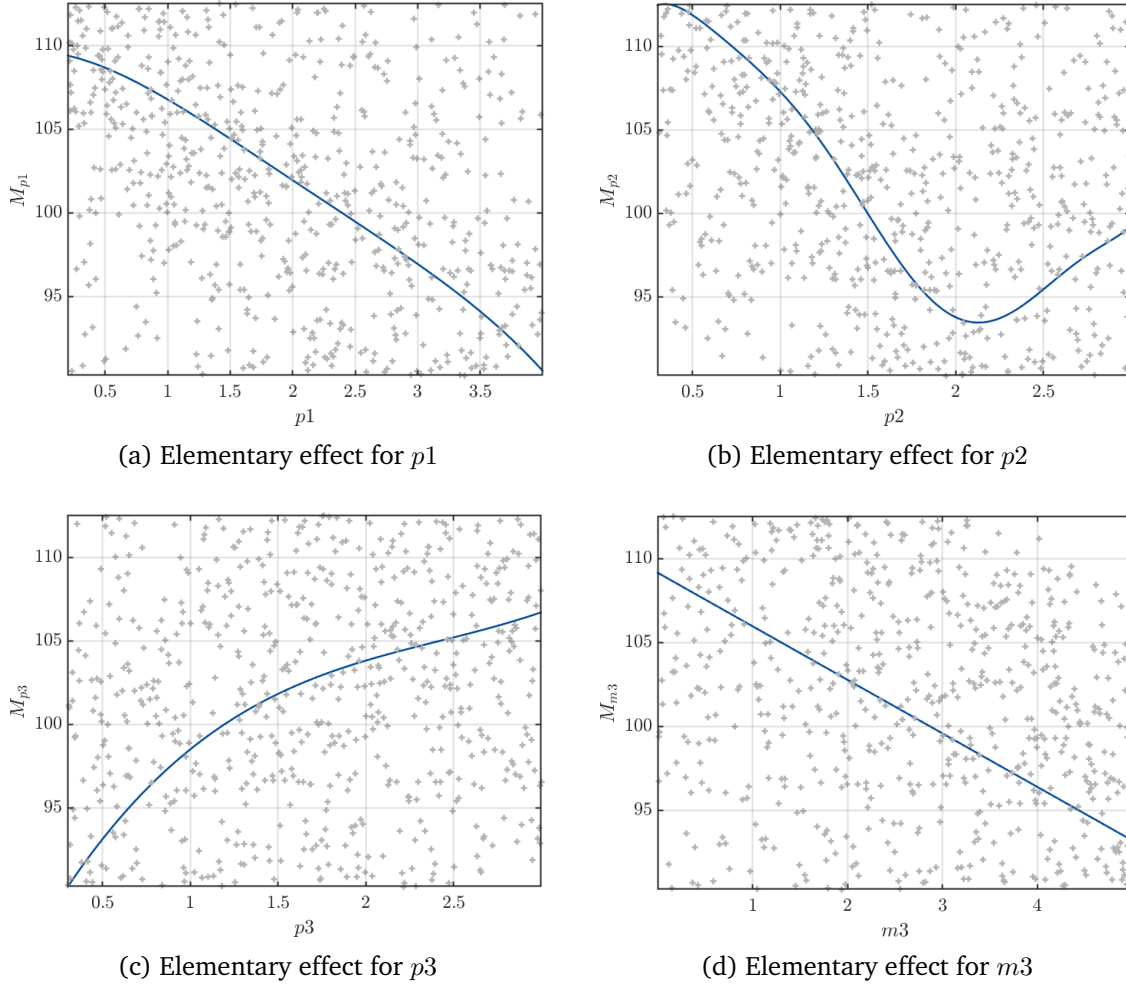 110
105
100
95
M_{p1}
0.5 1 1.5 2 2.5 3 3.5
p1
(a) Elementary effect for p1
110
105
100
95
M_{p2}
0.5 1 1.5 2 2.5
p2
(b) Elementary effect for p2
110
105
100
95
M_{p3}
0.5 1 1.5 2 2.5
p3
(c) Elementary effect for p3
110
105
100
95
M_{m3}
1 2 3 4
m3
(d) Elementary effect for m3